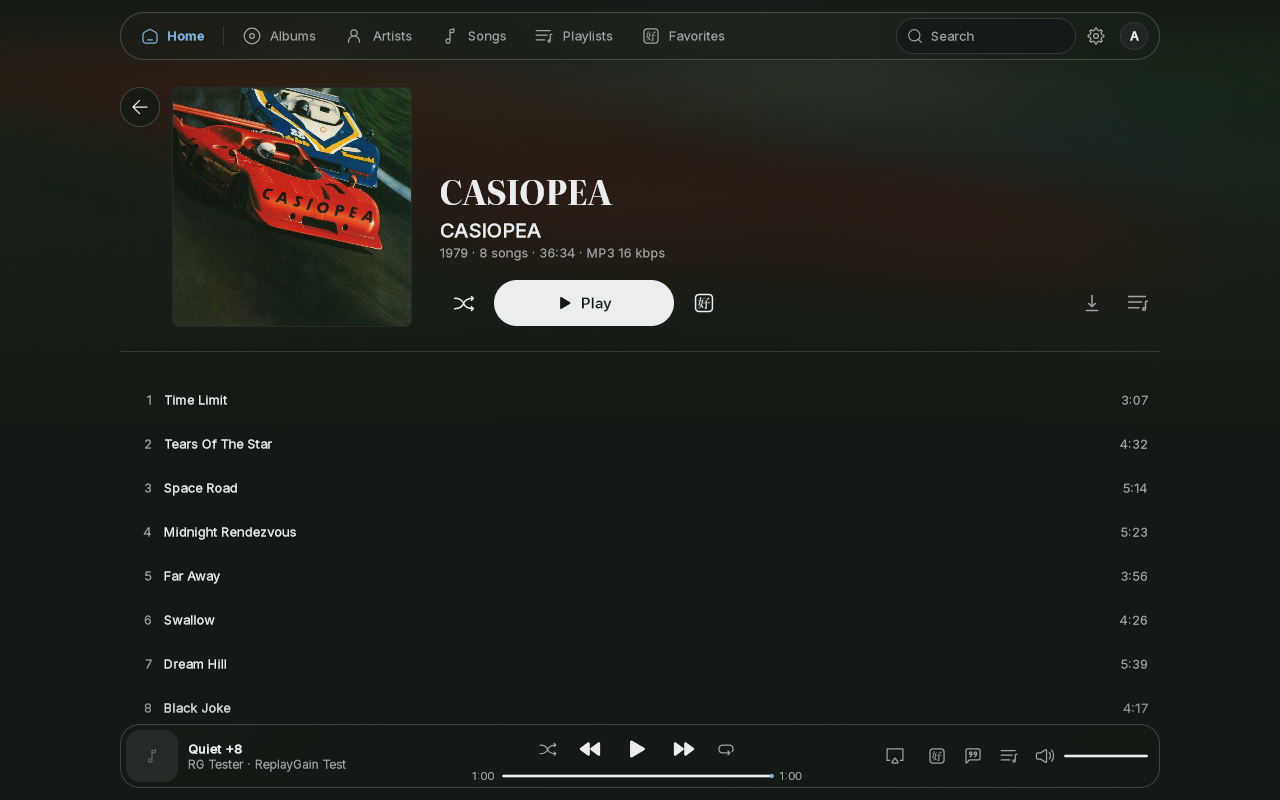 Home
Albums
Artists
Songs
Playlists
好
Favorites
Search
A
CASIOPEA
CASIOPEA
CASIOPEA
1979 · 8 songs · 36:34 · MP3 16 kbps
Play
好
1 Time Limit 3:07
2 Tears Of The Star 4:32
3 Space Road 5:14
4 Midnight Rendezvous 5:23
5 Far Away 3:56
6 Swallow 4:26
7 Dream Hill 5:39
8 Black Joke 4:17
Quiet +8
RG Tester · ReplayGain Test
1:00
1:00
好